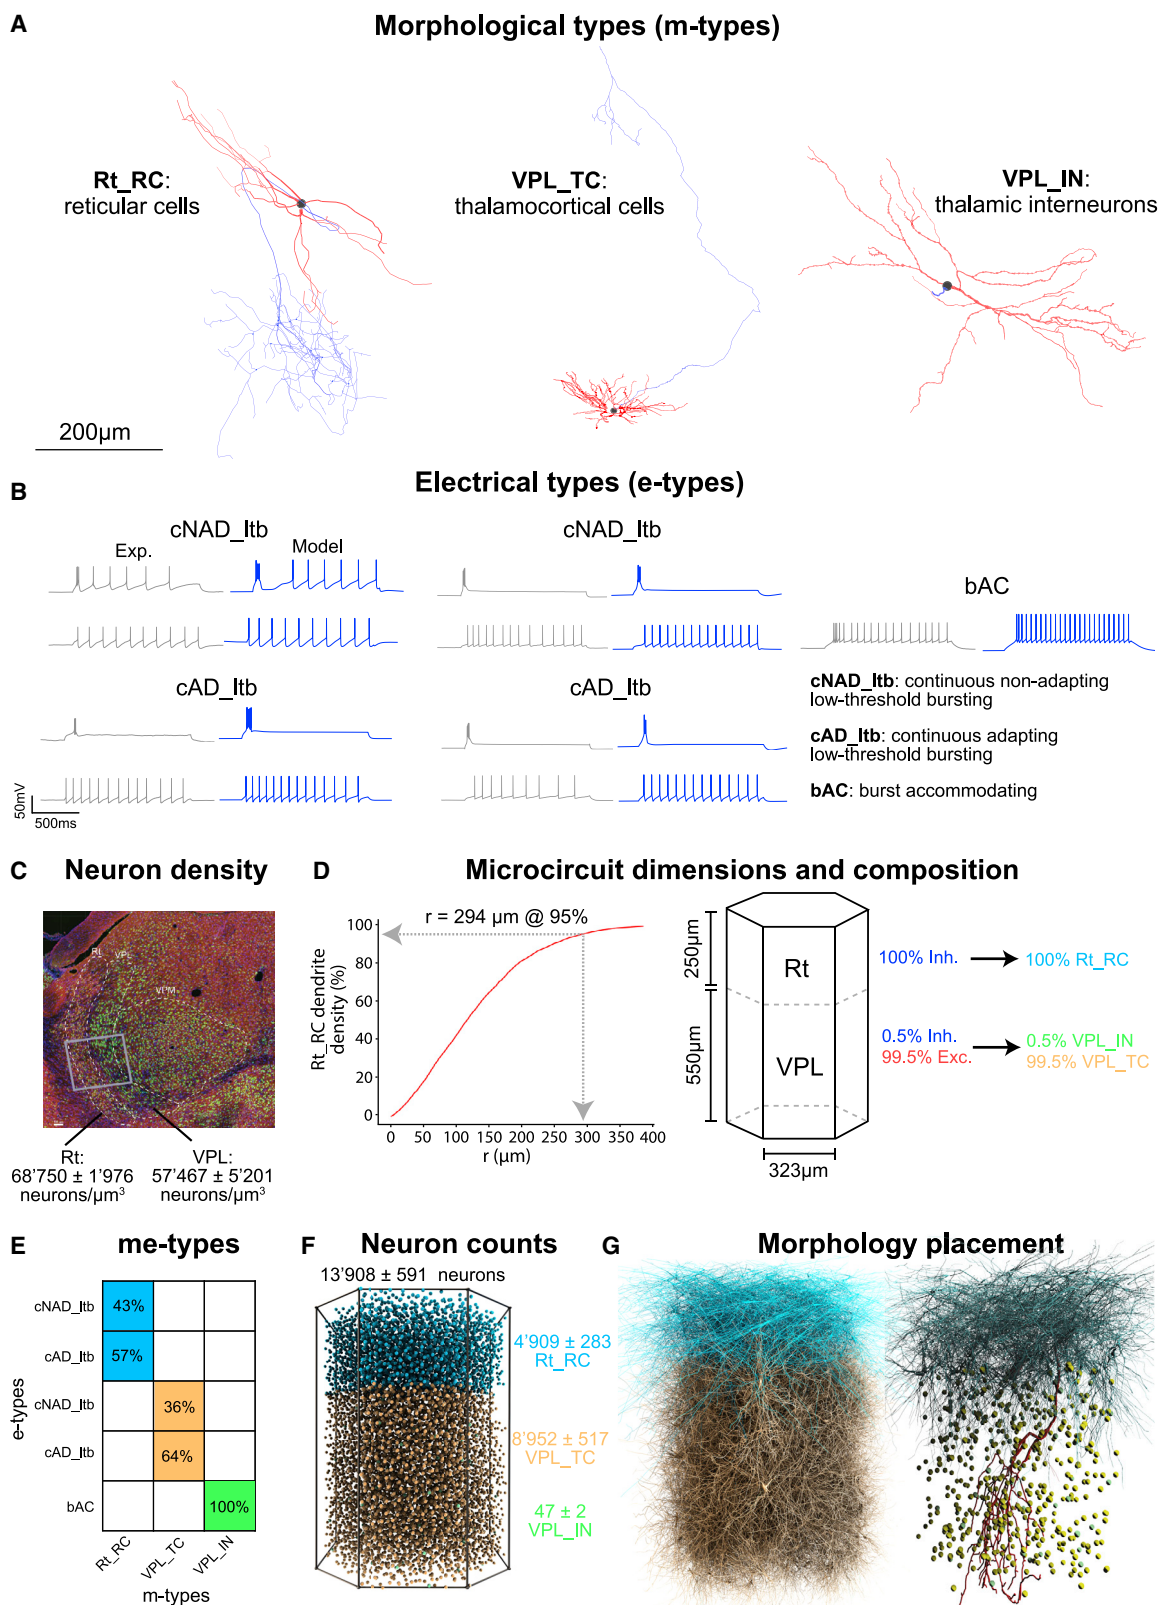 A
Morphological types (m-types)
Rt_RC:
reticular cells
VPL_TC:
thalamocortical cells
VPL_IN:
thalamic interneurons
200µm
B
Electrical types (e-types)
cNAD_ltb
Exp.
Model
cNAD_ltb
bAC
cAD_ltb
cAD_ltb
cNAD_ltb: continuous non-adapting
low-threshold bursting
cAD_ltb: continuous adapting
low-threshold bursting
bAC: burst accommodating
50mV
500ms
C
Neuron density
Rt
VPL
VPM
Rt:
68'750 ± 1'976
neurons/µm³
VPL:
57'467 ± 5'201
neurons/µm³
D
Microcircuit dimensions and composition
r = 294 µm @ 95%
Rt_RC dendrite
density (%)
100
80
60
40
20
0
0 50 100 150 200 250 300 350 400
r (µm)
250µm
550µm
Rt
VPL
323µm
100% Inh.
100% Rt_RC
0.5% Inh.
99.5% Exc.
0.5% VPL_IN
99.5% VPL_TC
E
me-types
e-types
cNAD_ltb
43%
cAD_ltb
57%
cNAD_ltb
36%
cAD_ltb
64%
bAC
100%
Rt_RC
VPL_TC
VPL_IN
m-types
F
Neuron counts
13'908 ± 591 neurons
4'909 ± 283
Rt_RC
8'952 ± 517
VPL_TC
47 ± 2
VPL_IN
G
Morphology placement